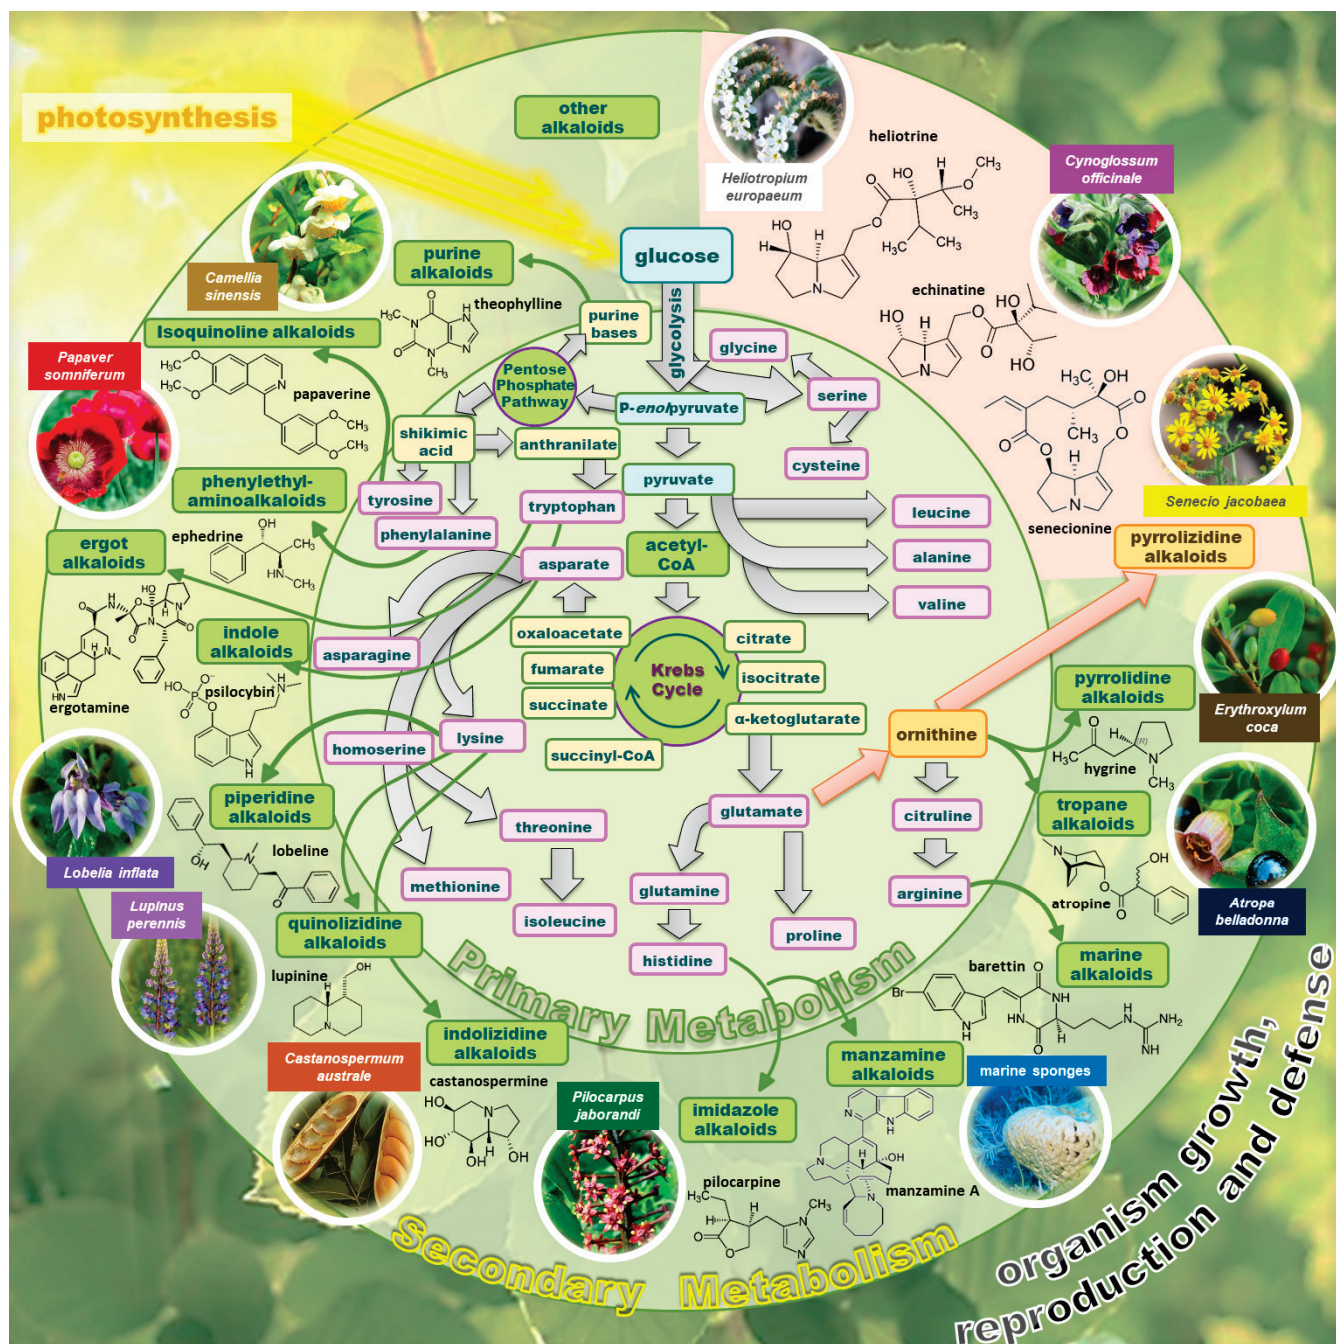 photosynthesis
other
alkaloids
Heliotropium
europaeum
heliotrine
Cynoglossum
officinale
echinatine
senecionine
Senecio jacobaea
pyrrolizidine
alkaloids
Camellia
sinensis
purine
alkaloids
theophylline
purine
bases
glucose
glycolysis
Isoquinoline alkaloids
papaverine
Papaver
somniferum
Pentose
Phosphate
Pathway
glycine
serine
cysteine
P-enolpyruvate
shikimic
acid
anthranilate
pyruvate
tyrosine
tryptophan
phenylalanine
phenylethyl-
aminoalkaloids
ephedrine
leucine
alanine
valine
acetyl-
CoA
asparate
ergot
alkaloids
ergotamine
indole
alkaloids
psilocybin
asparagine
oxaloacetate
fumarate
succinate
succinyl-CoA
Krebs
Cycle
citrate
isocitrate
α-ketoglutarate
ornithine
pyrrolidine
alkaloids
hygrine
Erythroxylum
coca
homoserine
lysine
piperidine
alkaloids
lobeline
Lobelia inflata
threonine
glutamate
citruline
tropane
alkaloids
atropine
Atropa
belladonna
methionine
isoleucine
glutamine
proline
arginine
histidine
LupInus
perennis
quinolizidine
alkaloids
lupinine
marine
alkaloids
barettin
marine sponges
Primary Metabolism
indolizidine
alkaloids
castanospermine
Castanospermum
australe
Pilocarpus
jaborandi
imidazole
alkaloids
pilocarpine
manzamine
alkaloids
manzamine A
Secondary Metabolism
organism growth,
reproduction and defense